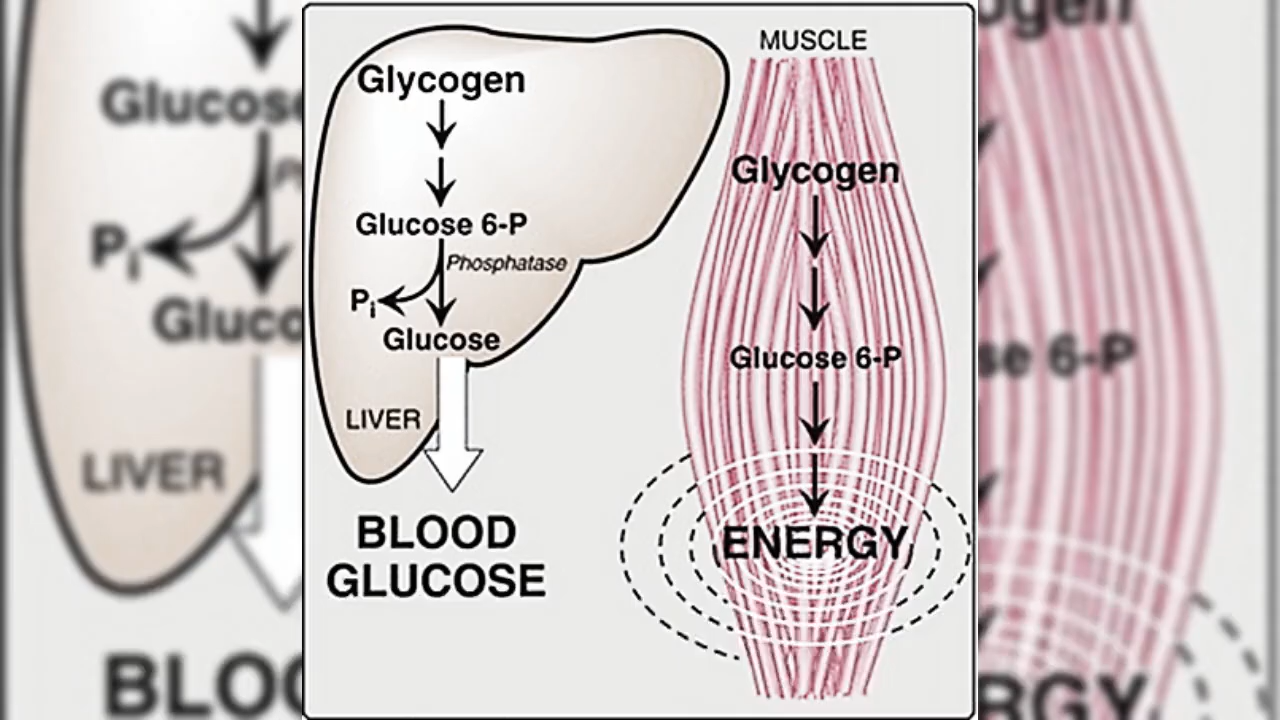 Glycogen
Glucose 6-P
Phosphatase
Pi
Glucose
LIVER
BLOOD
GLUCOSE
MUSCLE
Glycogen
Glucose 6-P
ENERGY